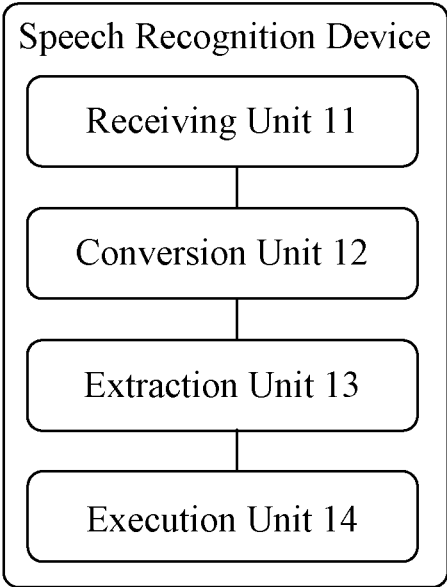 Speech Recognition Device
Receiving Unit 11
Conversion Unit 12
Extraction Unit 13
Execution Unit 14